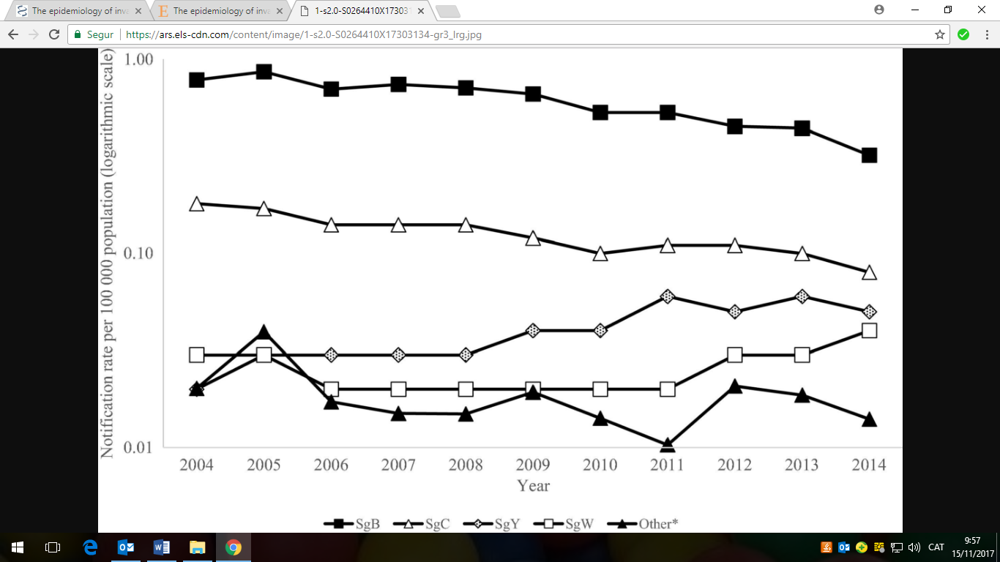 The epidemiology of inva
The epidemiology of inva
1-s2.0-S0264410X173031
Segur
https://ars.els-cdn.com/content/image/1-s2.0-S0264410X17303134-gr3_lrg.jpg
Notification rate per 100 000 population (logarithmic scale)
1.00
0.10
0.01
2004 2005 2006 2007 2008 2009 2010 2011 2012 2013 2014
Year
SgB SgC SgY SgW Other*
CAT
9:57
15/11/2017